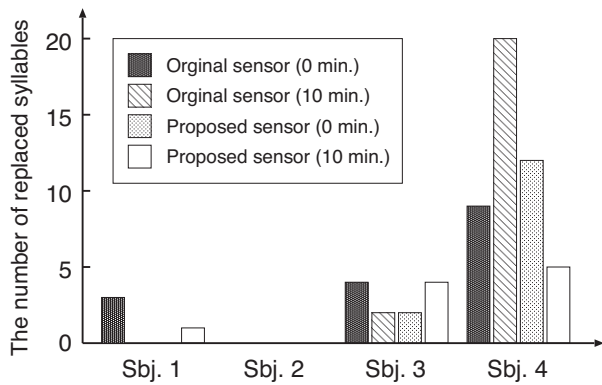 The number of replaced syllables
20
15
10
5
0
Orginal sensor (0 min.)
Orginal sensor (10 min.)
Proposed sensor (0 min.)
Proposed sensor (10 min.)
Sbj. 1 Sbj. 2 Sbj. 3 Sbj. 4